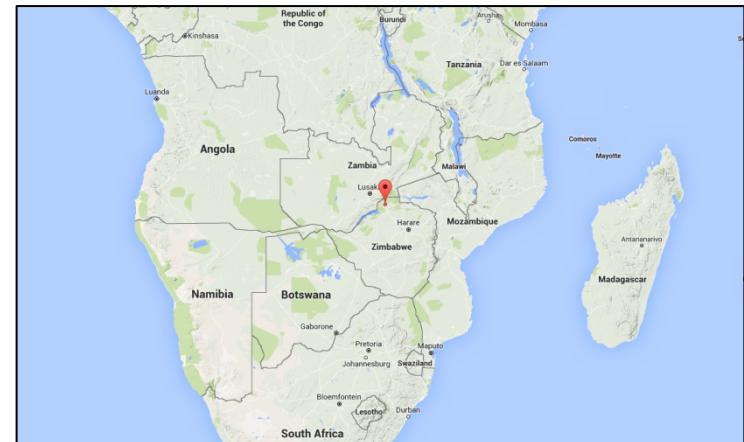 Republic of
the Congo
Burundi
Arusha
Mombasa
Kinshasa
Tanzania
Dar es Salaam
Luanda
Comoros
Angola
Mayotte
Zambia
Malawi
Lusaka
Mozambique
Harare
Zimbabwe
Antananarivo
Madagascar
Namibia
Botswana
Gaborone
Pretoria
Maputo
Johannesburg
Swaziland
Bloemfontein
Lesotho
Durban
South Africa